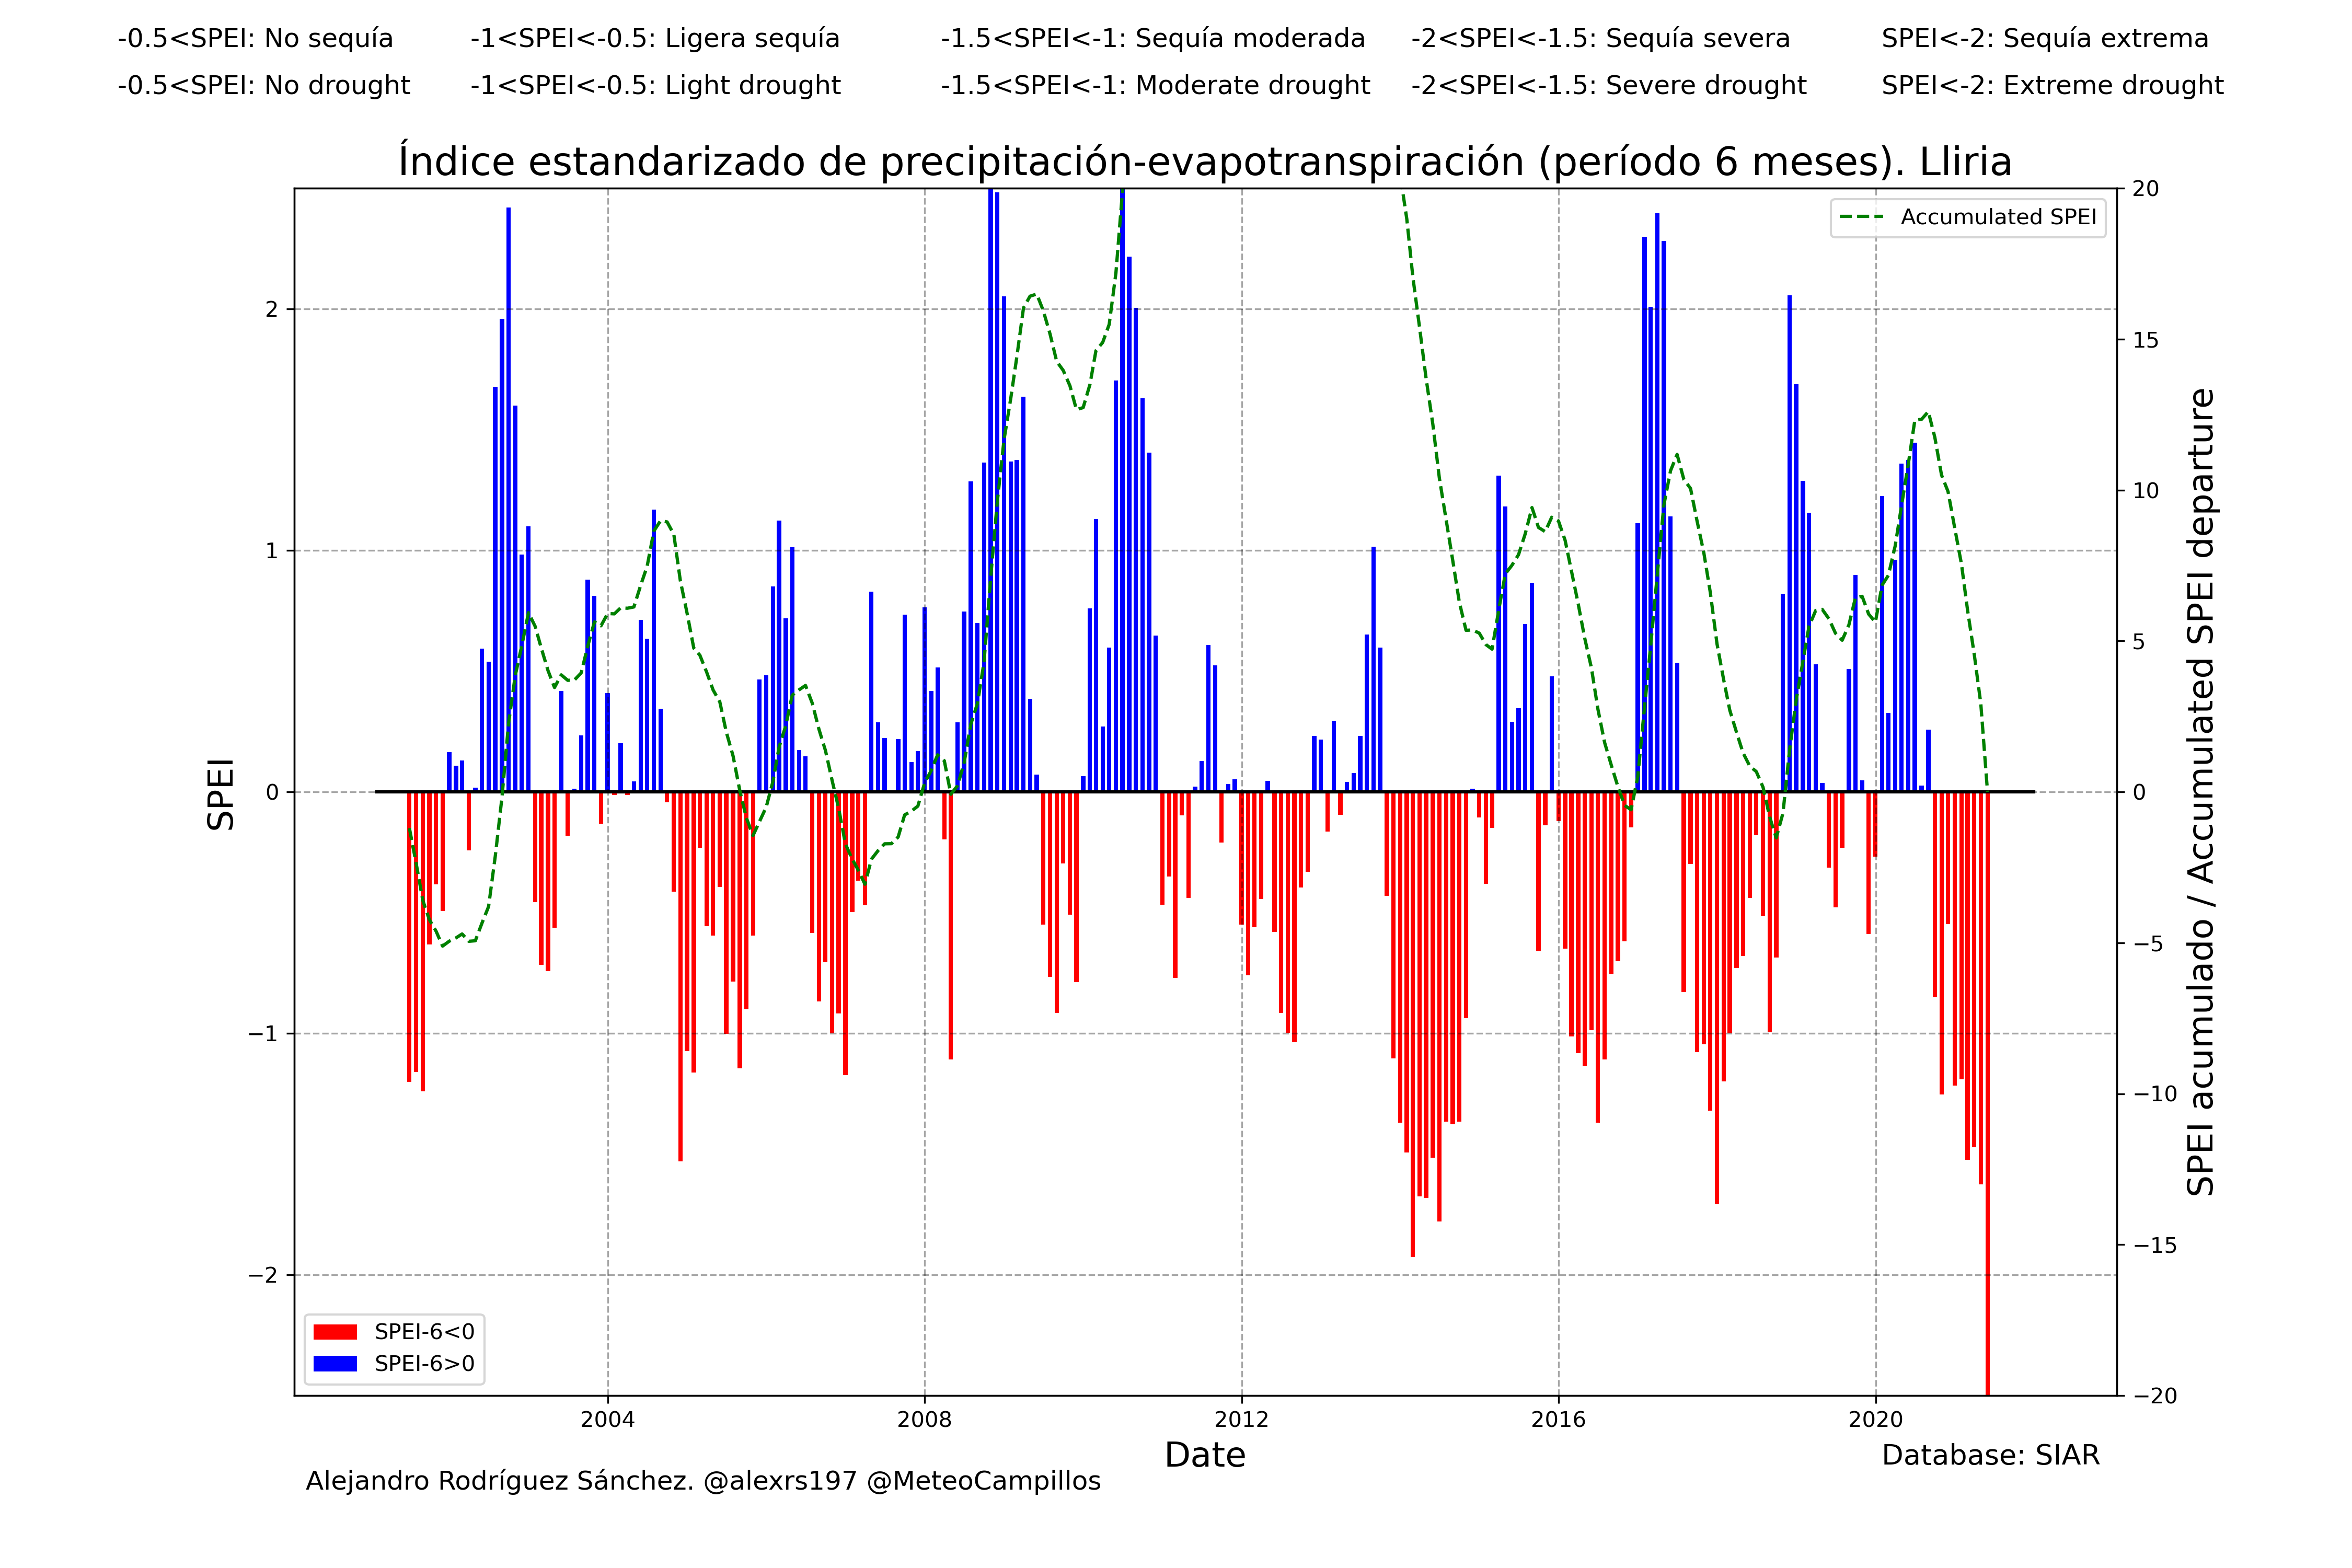 -0.5<SPEI: No sequía -1<SPEI<-0.5: Ligera sequía -1.5<SPEI<-1: Sequía moderada -2<SPEI<-1.5: Sequía severa SPEI<-2: Sequía extrema
-0.5<SPEI: No drought -1<SPEI<-0.5: Light drought -1.5<SPEI<-1: Moderate drought -2<SPEI<-1.5: Severe drought SPEI<-2: Extreme drought
Índice estandarizado de precipitación-evapotranspiración (período 6 meses). Lliria
Accumulated SPEI
SPEI
2
1
0
−1
−2
20
15
10
5
0
−5
−10
−15
−20
SPEI acumulado / Accumulated SPEI departure
SPEI-6<0
SPEI-6>0
2004 2008 2012 2016 2020
Date
Database: SIAR
Alejandro Rodríguez Sánchez. @alexrs197 @MeteoCampillos